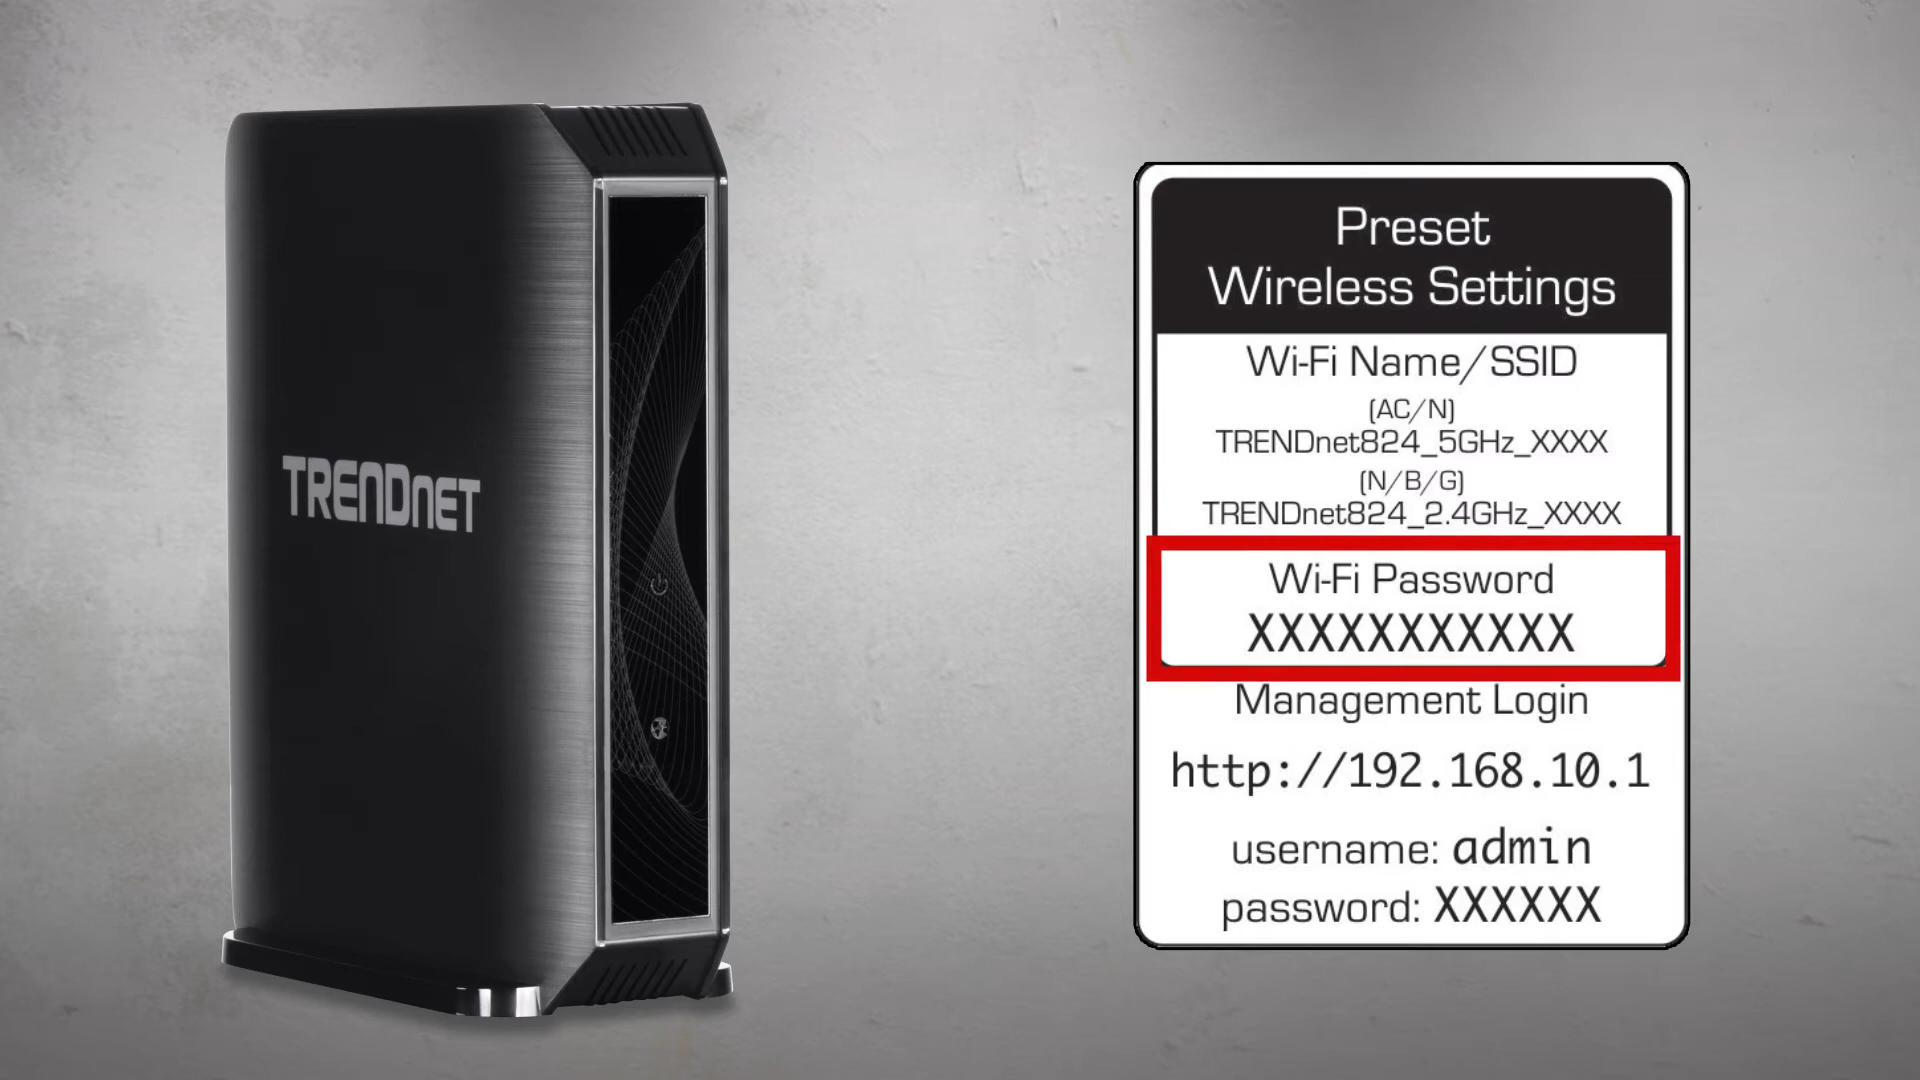 TRENDNET
Preset
Wireless Settings
Wi-Fi Name/SSID
(AC/N)
TRENDnet824_5GHz_XXXX
(N/B/G)
TRENDnet824_2.4GHz_XXXX
Wi-Fi Password
XXXXXXXXXXX
Management Login
http://192.168.10.1
username: admin
password: XXXXXX